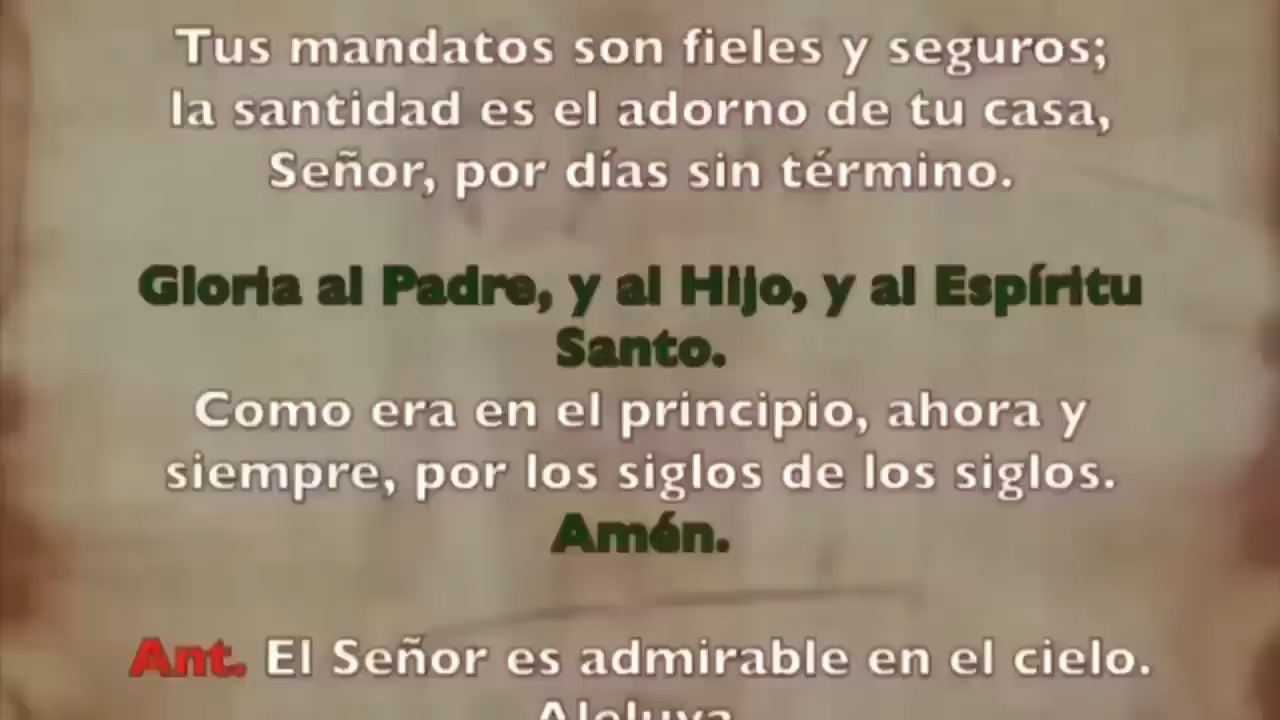 Tus mandatos son fieles y seguros;
la santidad es el adorno de tu casa,
Señor, por días sin término.
Gloria al Padre, y al Hijo, y al Espíritu
Santo.
Como era en el principio, ahora y
siempre, por los siglos de los siglos.
Amén.
Ant. El Señor es admirable en el cielo.
Aleluya